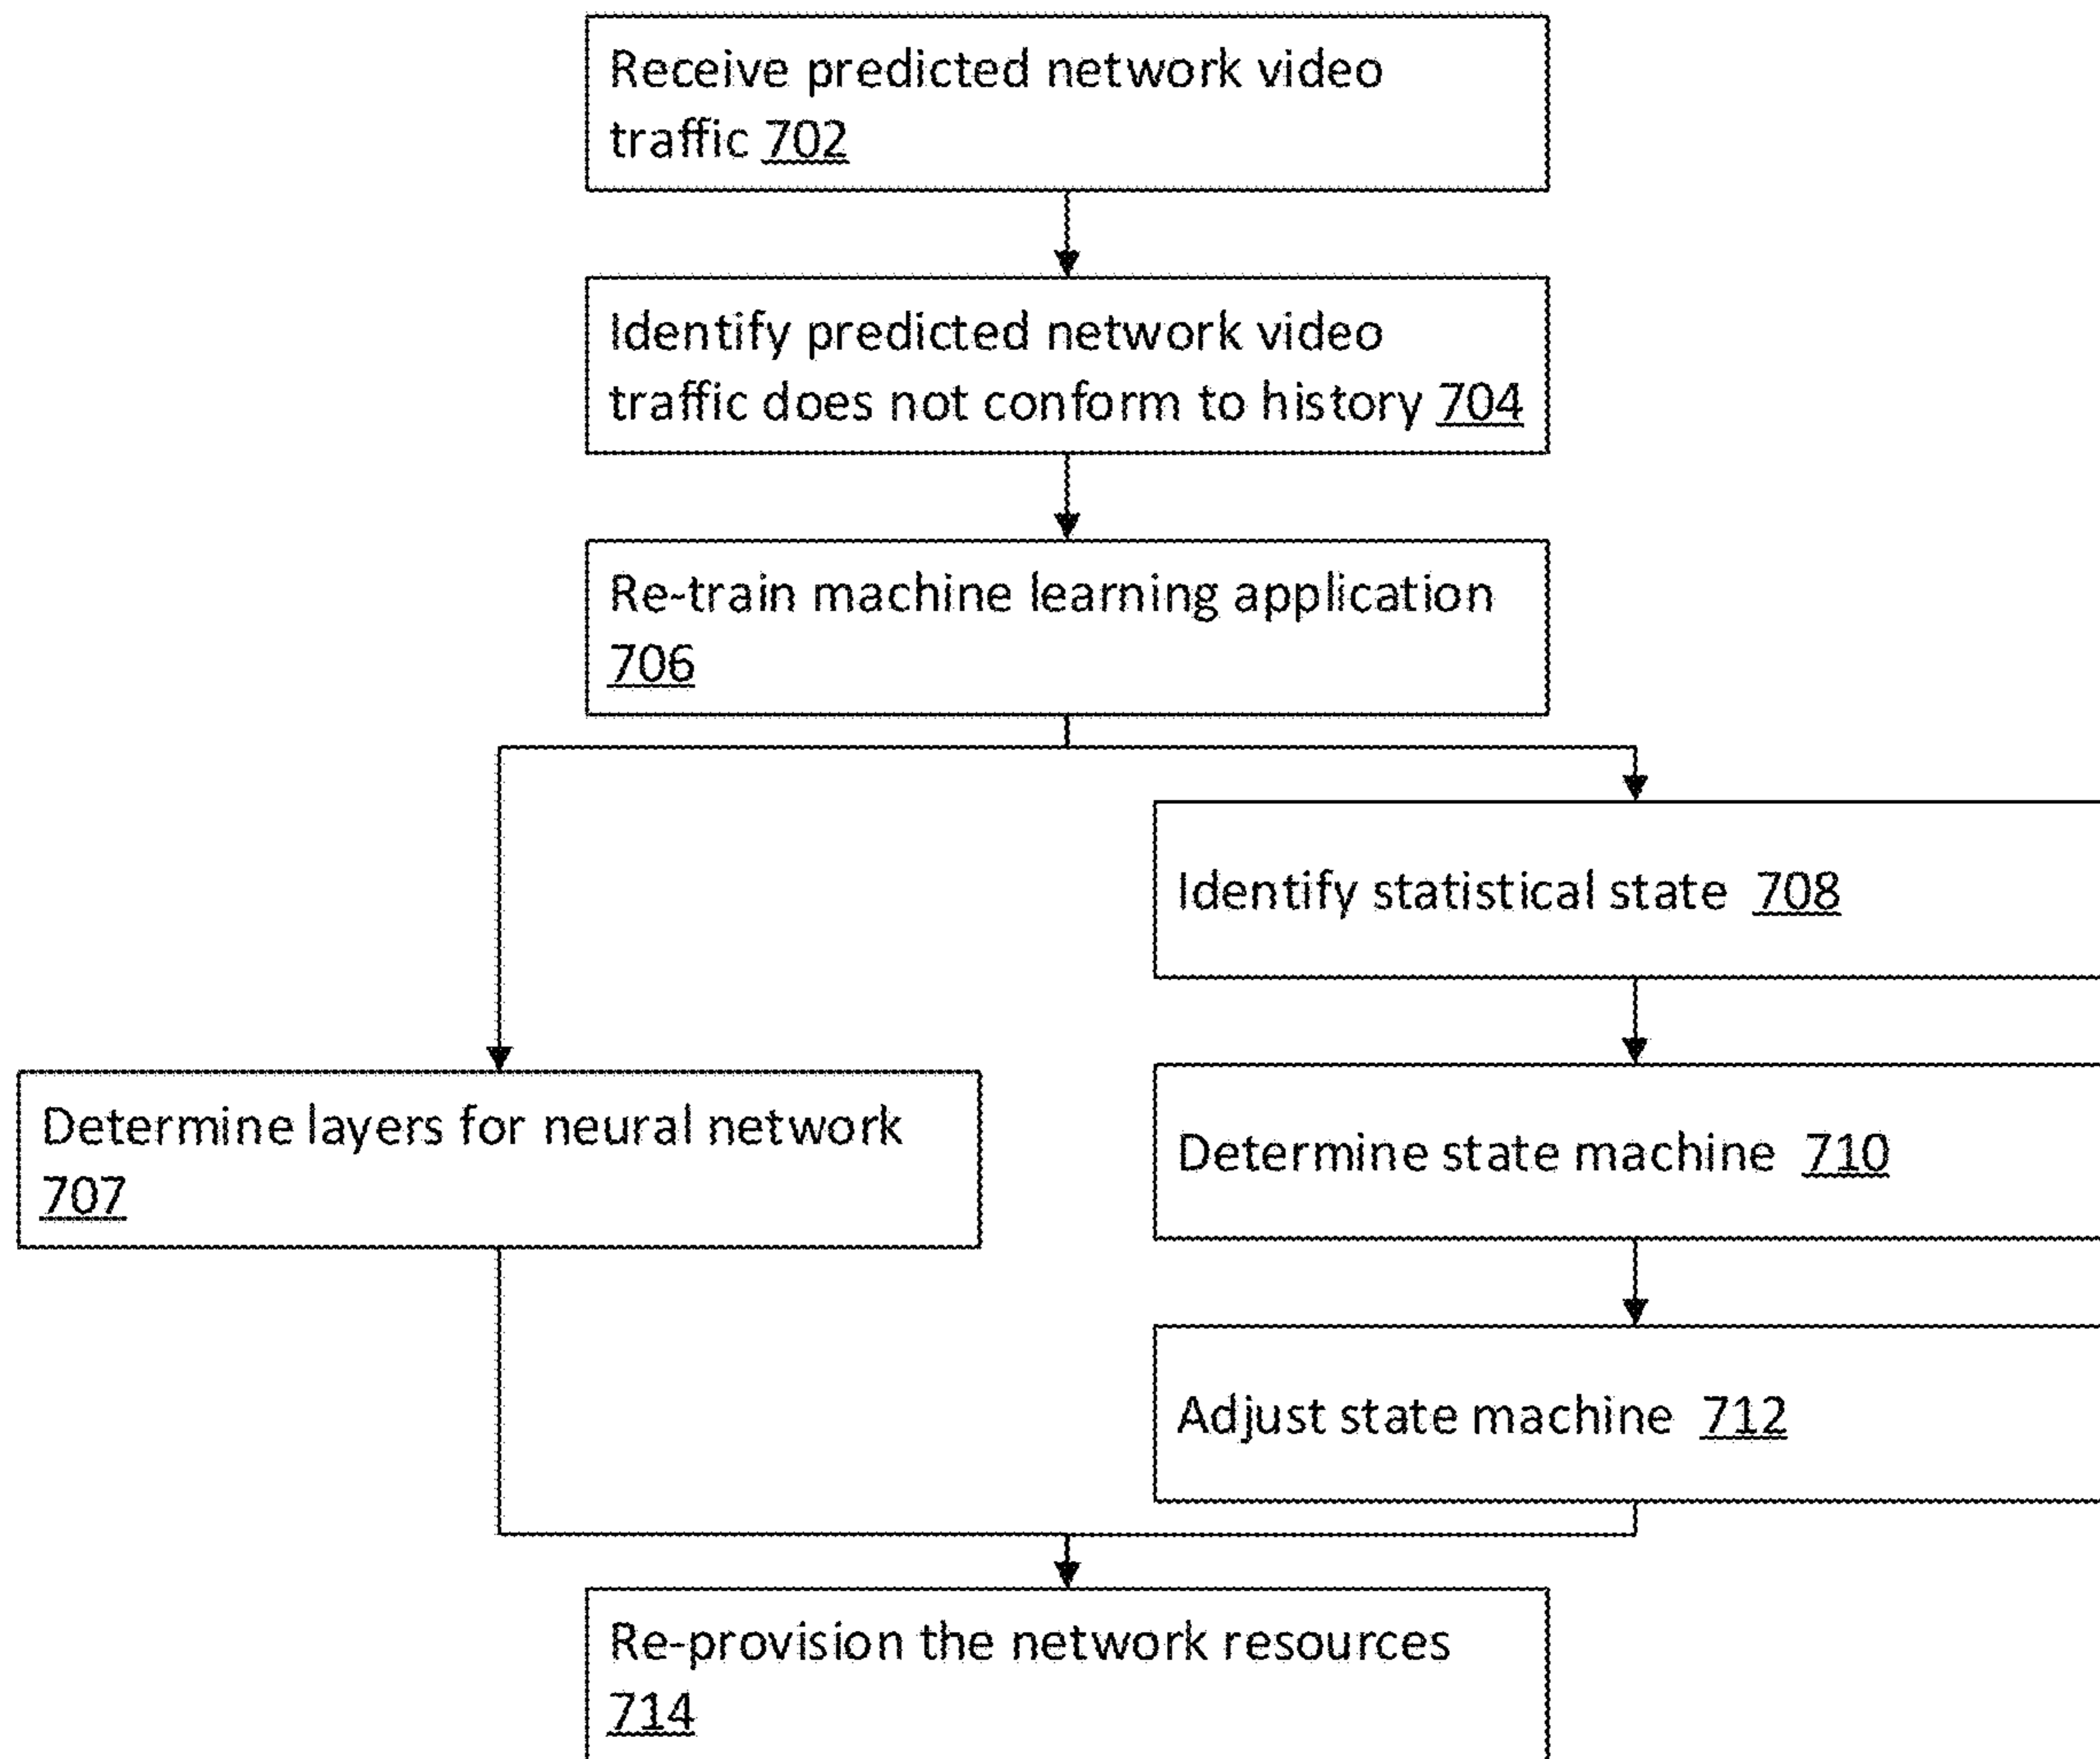 Receive predicted network video
traffic 702
Identify predicted network video
traffic does not conform to history 704
Re-train machine learning application
706
Identify statistical state 708
Determine layers for neural network
707
Determine state machine 710
Adjust state machine 712
Re-provision the network resources
714